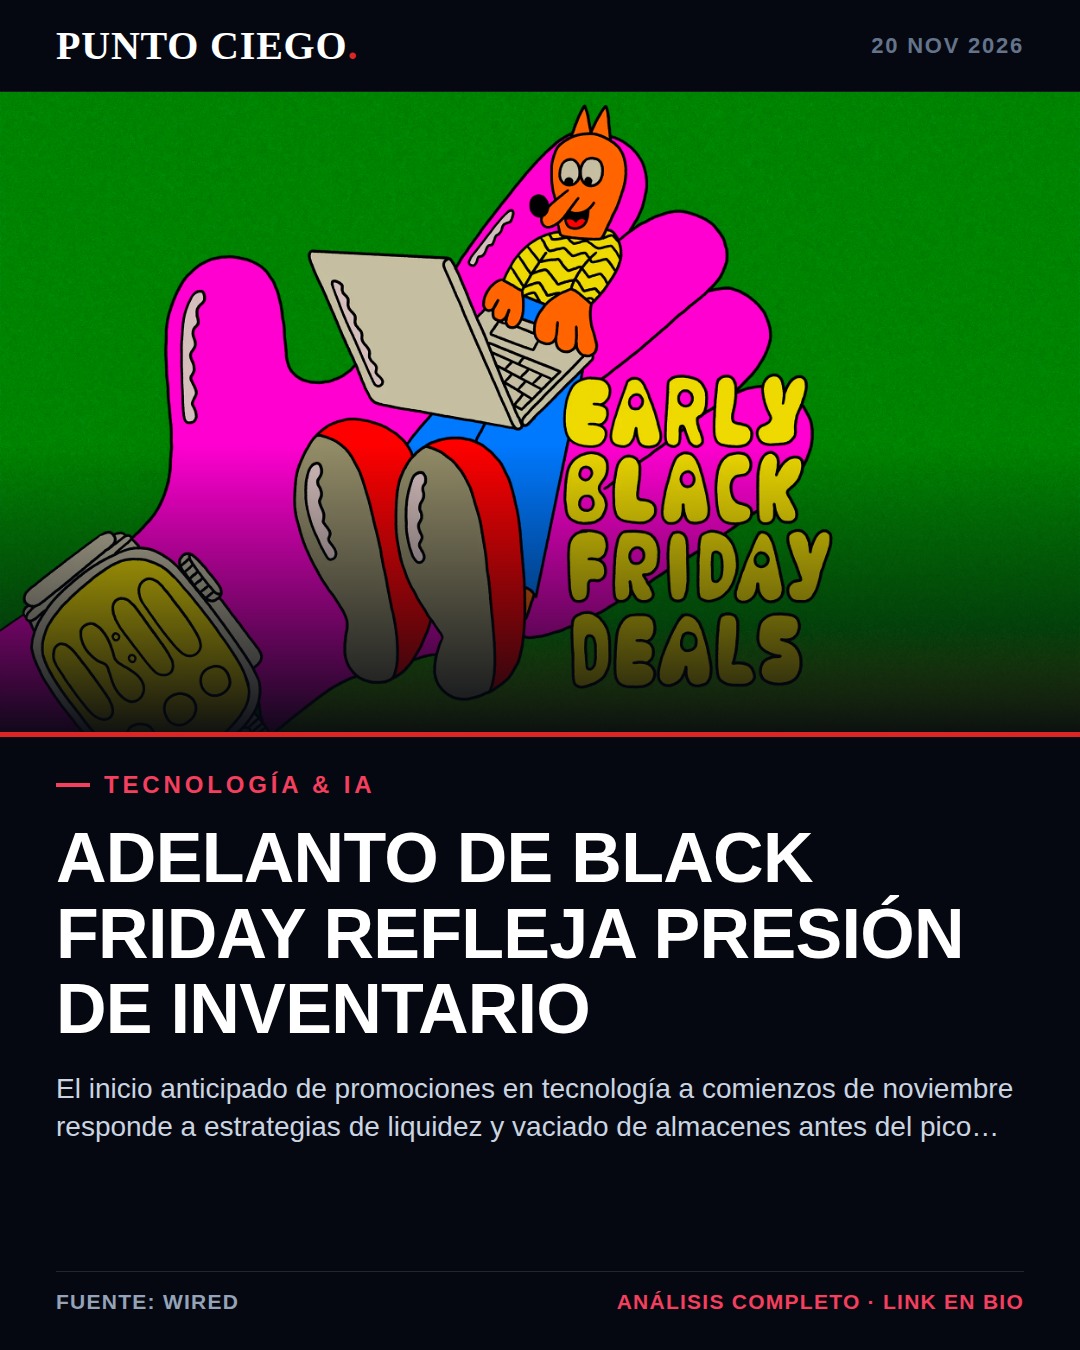 PUNTO CIEGO.
20 NOV 2026
EARLY
BLACK
FRIDAY
DEALS
TECNOLOGÍA & IA
ADELANTO DE BLACK
FRIDAY REFLEJA PRESIÓN
DE INVENTARIO
El inicio anticipado de promociones en tecnología a comienzos de noviembre
responde a estrategias de liquidez y vaciado de almacenes antes del pico…
FUENTE: WIRED
ANÁLISIS COMPLETO · LINK EN BIO